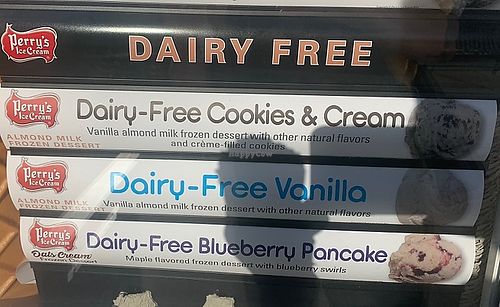 Perry's
Ice Cream
DAIRY FREE
Perry's
Ice Cream
ALMOND MILK
FROZEN DESSERT
Dairy-Free Cookies & Cream
Vanilla almond milk frozen dessert with other natural flavors
and crème-filled cookies
happycow
Perry's
Ice Cream
ALMOND MILK
FROZEN DESSERT
Dairy-Free Vanilla
Vanilla almond milk frozen dessert with other natural flavors
Perry's
Ice Cream
Oats Cream
Frozen Dessert
Dairy-Free Blueberry Pancake
Maple flavored frozen dessert with blueberry swirls